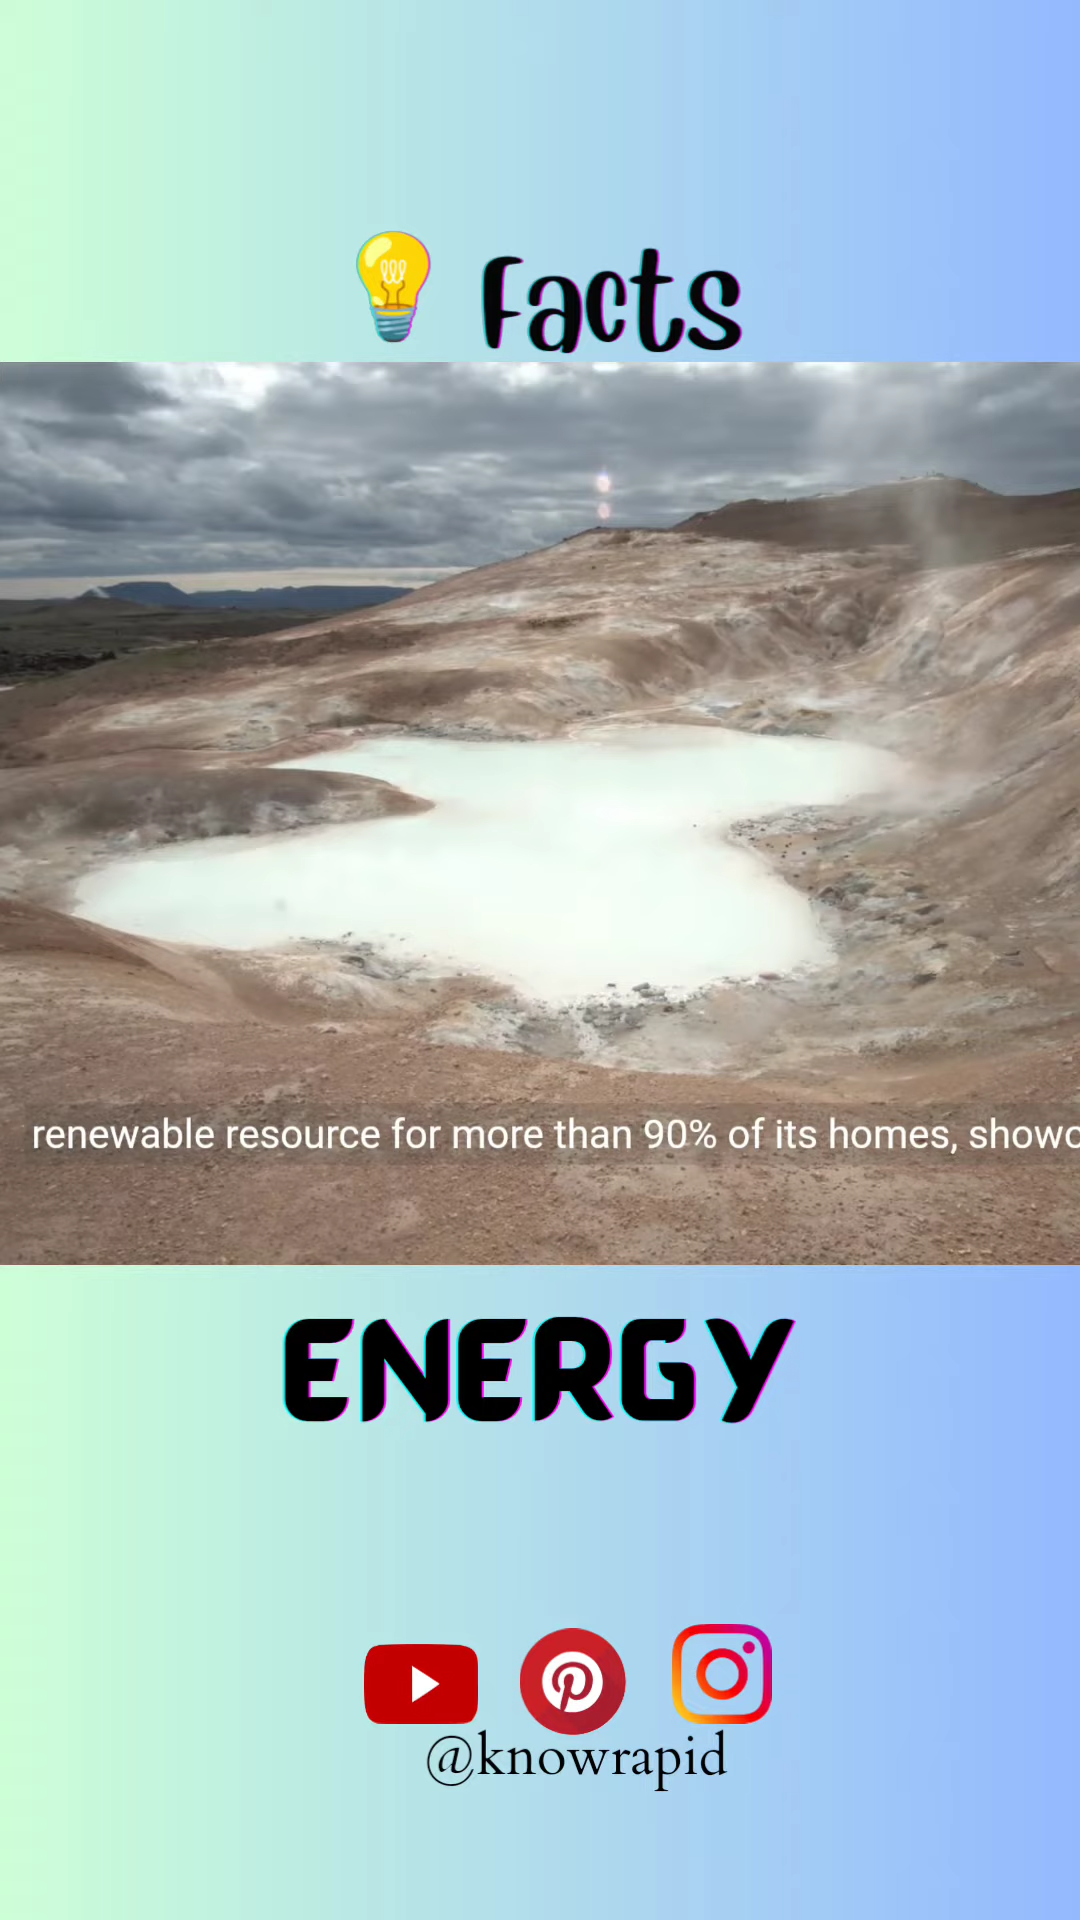 Facts
renewable resource for more than 90% of its homes, showc
ENERGY
@knowrapid